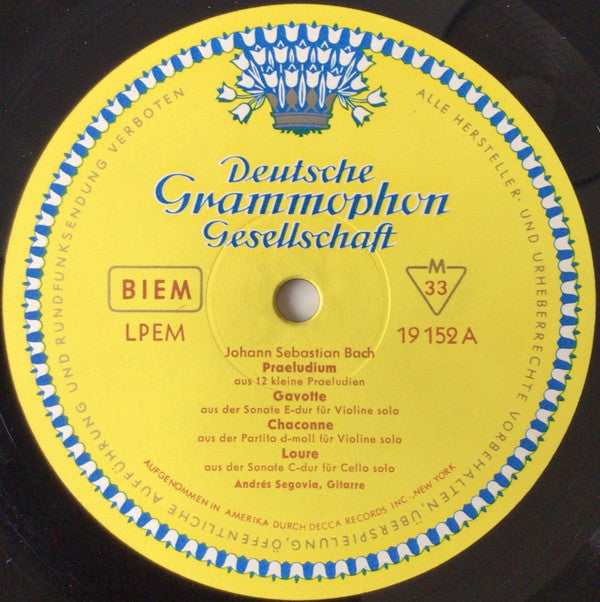 Deutsche
Grammophon
Gesellschaft
BIEM
LPEM
M
33
19 152 A
Johann Sebastian Bach
Praeludium
aus 12 kleine Praeludien
Gavotte
aus der Sonate E-dur für Violine solo
Chaconne
aus der Partita d-moll für Violine solo
Loure
aus der Sonate C-dur für Cello solo
Andrés Segovia, Gitarre
AUFGENOMMEN IN AMERIKA DURCH DECCA RECORDS INC., NEW YORK
ALLE HERSTELLER- UND URHEBERRECHTE VORBEHALTEN, ÜBERSPIELUNG, ÖFFENTLICHE AUFFÜHRUNG UND RUNDFUNKSENDUNG VERBOTEN